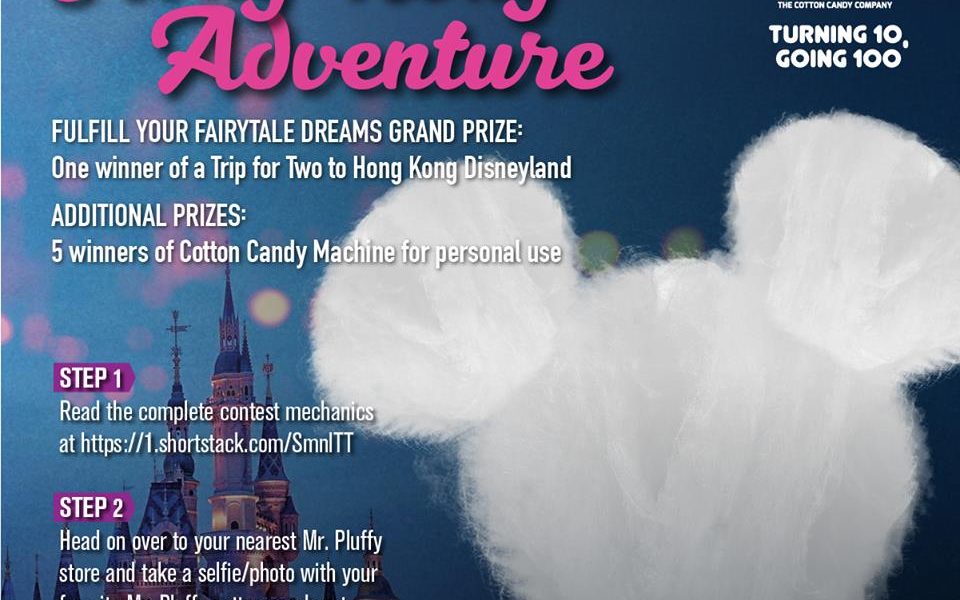 THE COTTON CANDY COMPANY
TURNING 10,
GOING 100
Adventure
FULFILL YOUR FAIRYTALE DREAMS GRAND PRIZE:
One winner of a Trip for Two to Hong Kong Disneyland
ADDITIONAL PRIZES:
5 winners of Cotton Candy Machine for personal use
STEP 1
Read the complete contest mechanics
at https://1.shortstack.com/SmnlTT
STEP 2
Head on over to your nearest Mr. Pluffy
store and take a selfie/photo with your